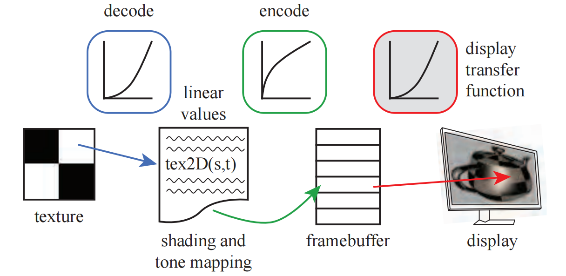 decode
encode
display
transfer
function
linear
values
tex2D(s,t)
texture
shading and
tone mapping
framebuffer
display